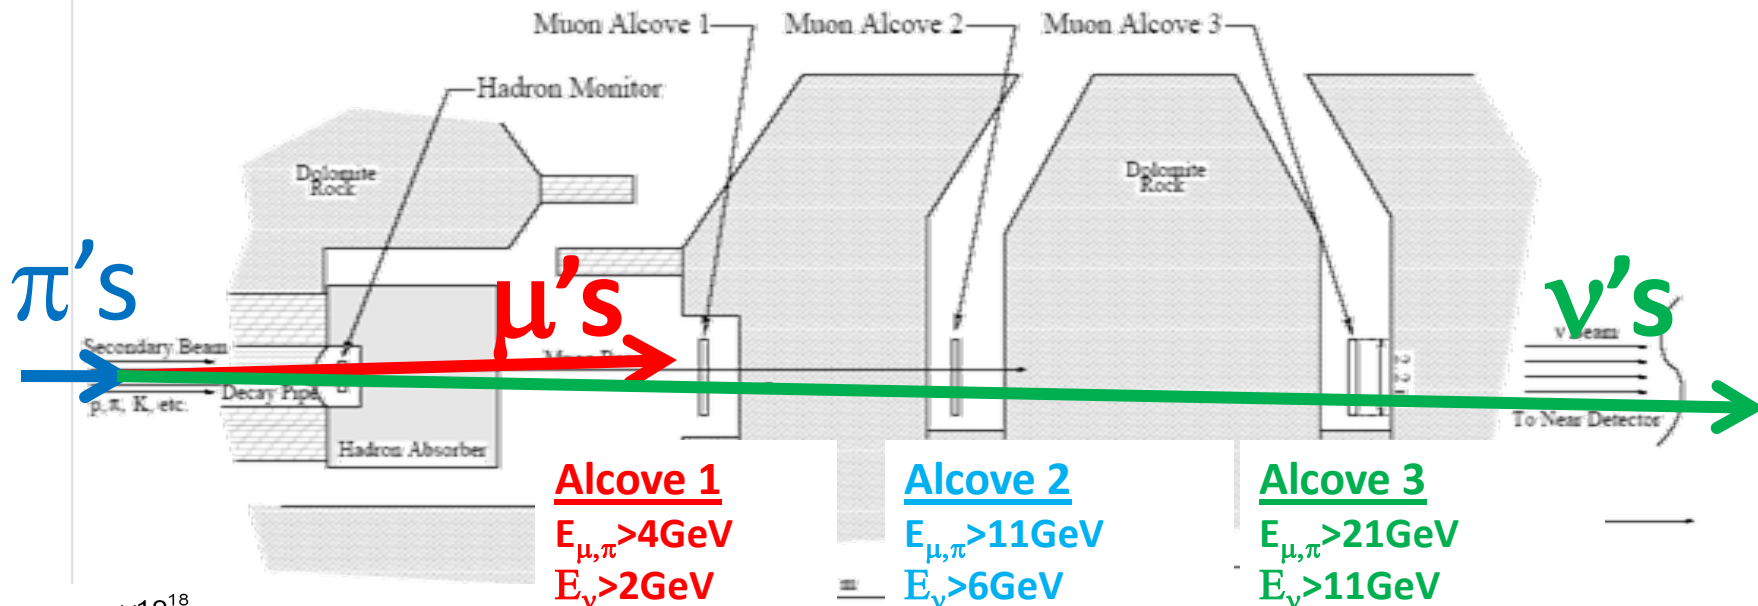 Muon Alcove 1
Muon Alcove 2
Muon Alcove 3
Hadron Monitor
Dolomite
Rock
Dolomite
Rock
π's
μ's
ν's
Secondary Beam
ν Beam
p, π, K, etc.
Decay Pipe
To Near Detector
Hadron Absorber
Alcove 1
Eμ,π>4GeV
Eν>2GeV
Alcove 2
Eμ,π>11GeV
Eν>6GeV
Alcove 3
Eμ,π>21GeV
Eν>11GeV